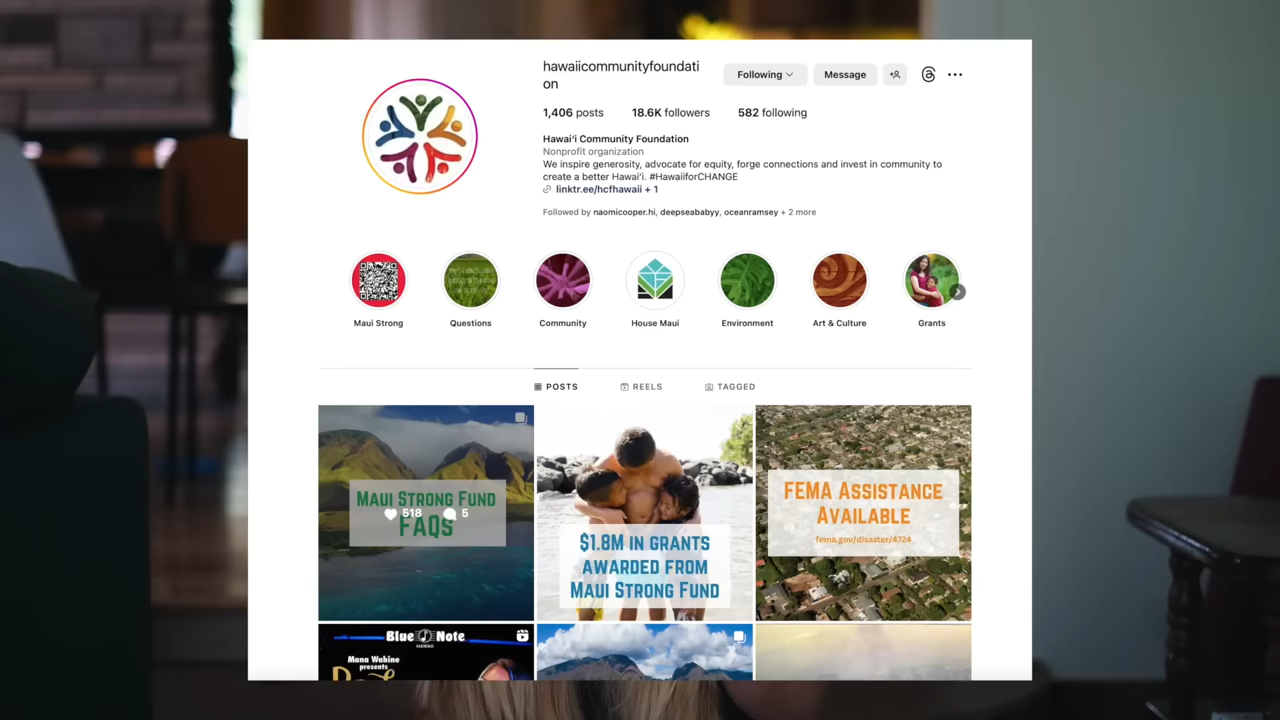 hawaiicommunityfoundati
on
Following
Message
1,406 posts 18.6K followers 582 following
Hawaiʻi Community Foundation
Nonprofit organization
We inspire generosity, advocate for equity, forge connections and invest in community to
create a better Hawaiʻi. #HawaiiforCHANGE
linktr.ee/hcfhawaii + 1
Followed by naomicooper.hi, deepseababyy, oceanramsey + 2 more
Maui Strong
Questions
Community
House Maui
Environment
Art & Culture
Grants
POSTS
REELS
TAGGED
Maui Strong Fund
FAQs
518 5
$1.8M in grants
awarded from
Maui Strong Fund
FEMA Assistance
Available
fema.gov/disaster/4724
Blue Note
HAWAII
Mana Wahine
presents